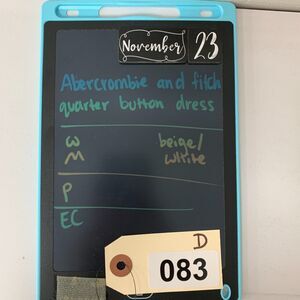 November 23
Abercrombie and fitch
quarter button dress
W beige/
M white
P
EC
D
083